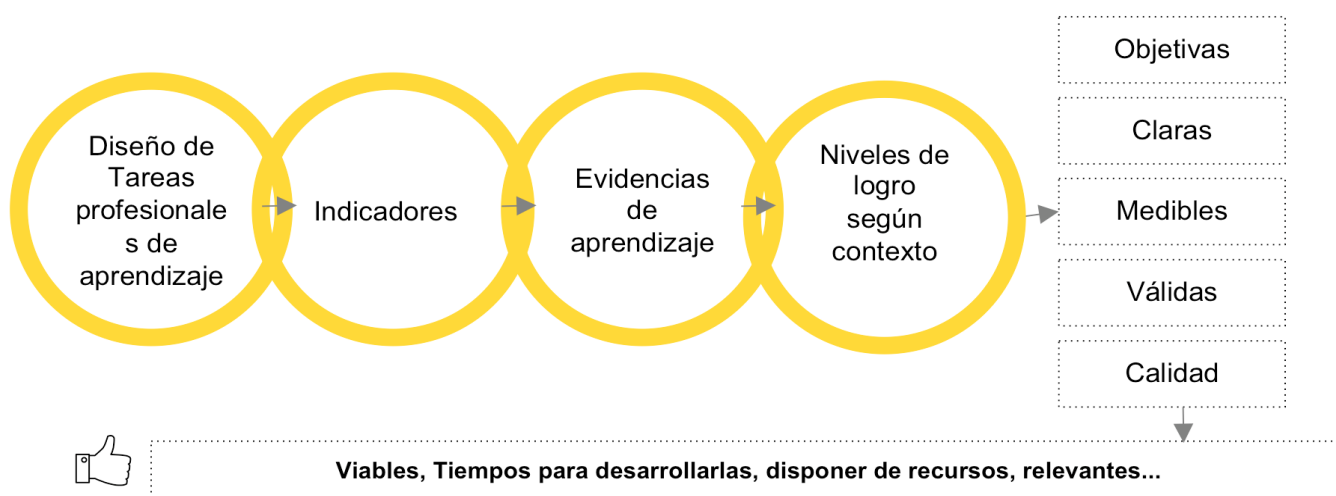 Diseño de
Tareas
profesionale
s de
aprendizaje
Indicadores
Evidencias
de
aprendizaje
Niveles de
logro
según
contexto
Objetivas
Claras
Medibles
Válidas
Calidad
Viables, Tiempos para desarrollarlas, disponer de recursos, relevantes...